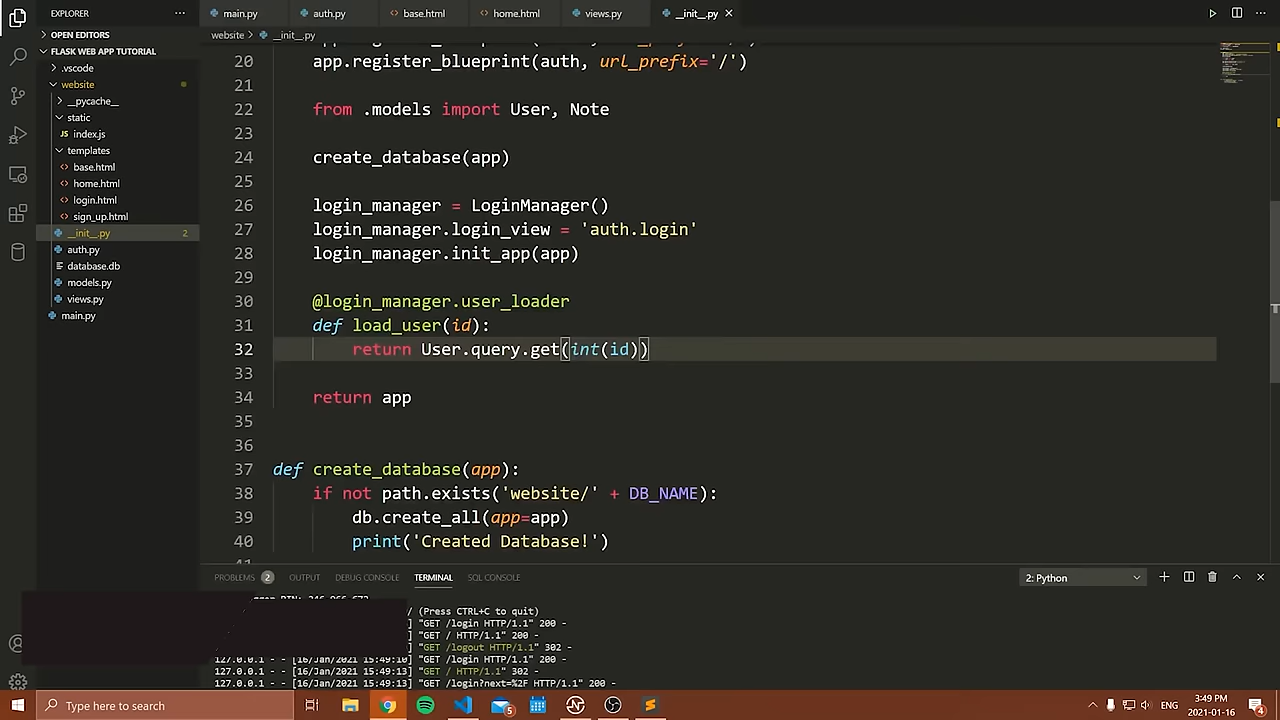 EXPLORER
OPEN EDITORS
FLASK WEB APP TUTORIAL
.vscode
website
__pycache__
static
JS index.js
templates
<> base.html
<> home.html
<> login.html
<> sign_up.html
__init__.py 2
auth.py
database.db
models.py
views.py
main.py
main.py auth.py <> base.html <> home.html views.py __init__.py ×
website > __init__.py
20 app.register_blueprint(auth, url_prefix='/')
21
22 from .models import User, Note
23
24 create_database(app)
25
26 login_manager = LoginManager()
27 login_manager.login_view = 'auth.login'
28 login_manager.init_app(app)
29
30 @login_manager.user_loader
31 def load_user(id):
32 return User.query.get(int(id))
33
34 return app
35
36
37 def create_database(app):
38 if not path.exists('website/' + DB_NAME):
39 db.create_all(app=app)
40 print('Created Database!')
PROBLEMS 2 OUTPUT DEBUG CONSOLE TERMINAL SQL CONSOLE 2: Python
/ (Press CTRL+C to quit)
] "GET /login HTTP/1.1" 200 -
] "GET / HTTP/1.1" 200 -
] "GET /logout HTTP/1.1" 302 -
127.0.0.1 - - [16/Jan/2021 15:49:10] "GET /login HTTP/1.1" 200 -
127.0.0.1 - - [16/Jan/2021 15:49:13] "GET / HTTP/1.1" 302 -
127.0.0.1 - - [16/Jan/2021 15:49:13] "GET /login?next=%2F HTTP/1.1" 200 -
Type here to search
5
ENG
3:49 PM
2021-01-16
4